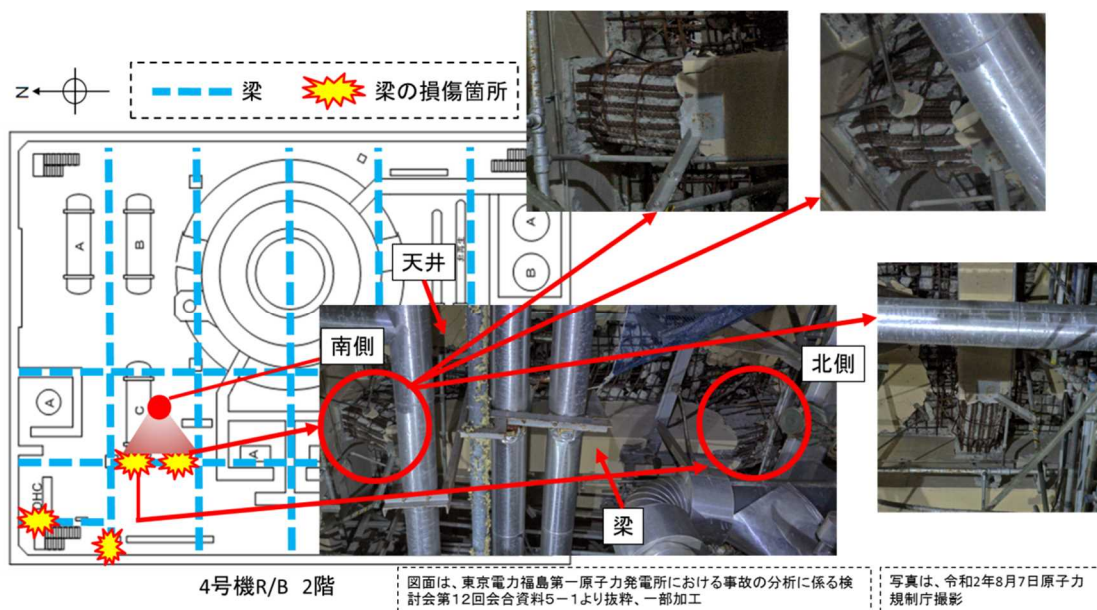 N
梁
梁の損傷箇所
天井
南側
北側
梁
A
B
A
B
C
A
A
4号機R/B 2階
図面は、東京電力福島第一原子力発電所における事故の分析に係る検
討会第12回会合資料5-1より抜粋、一部加工
写真は、令和2年8月7日原子力
規制庁撮影